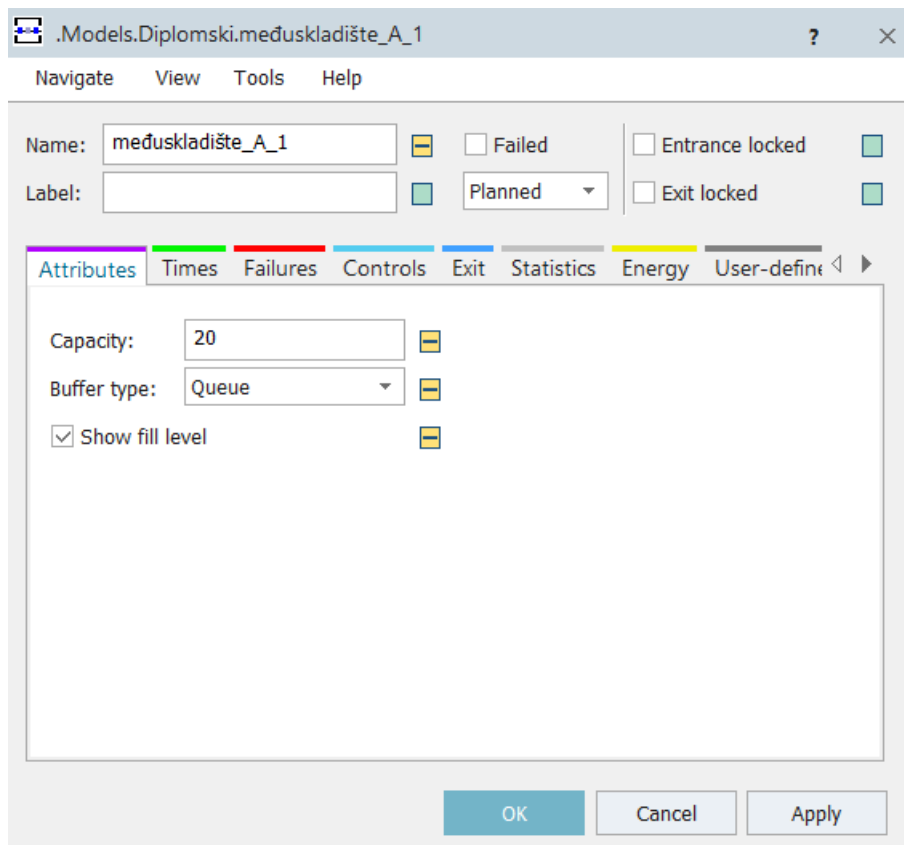 .Models.Diplomski.međuskladište_A_1 ?
Navigate View Tools Help
Name: međuskladište_A_1 Failed Entrance locked
Label: Planned Exit locked
Attributes Times Failures Controls Exit Statistics Energy User-define
Capacity: 20
Buffer type: Queue
Show fill level
OK Cancel Apply